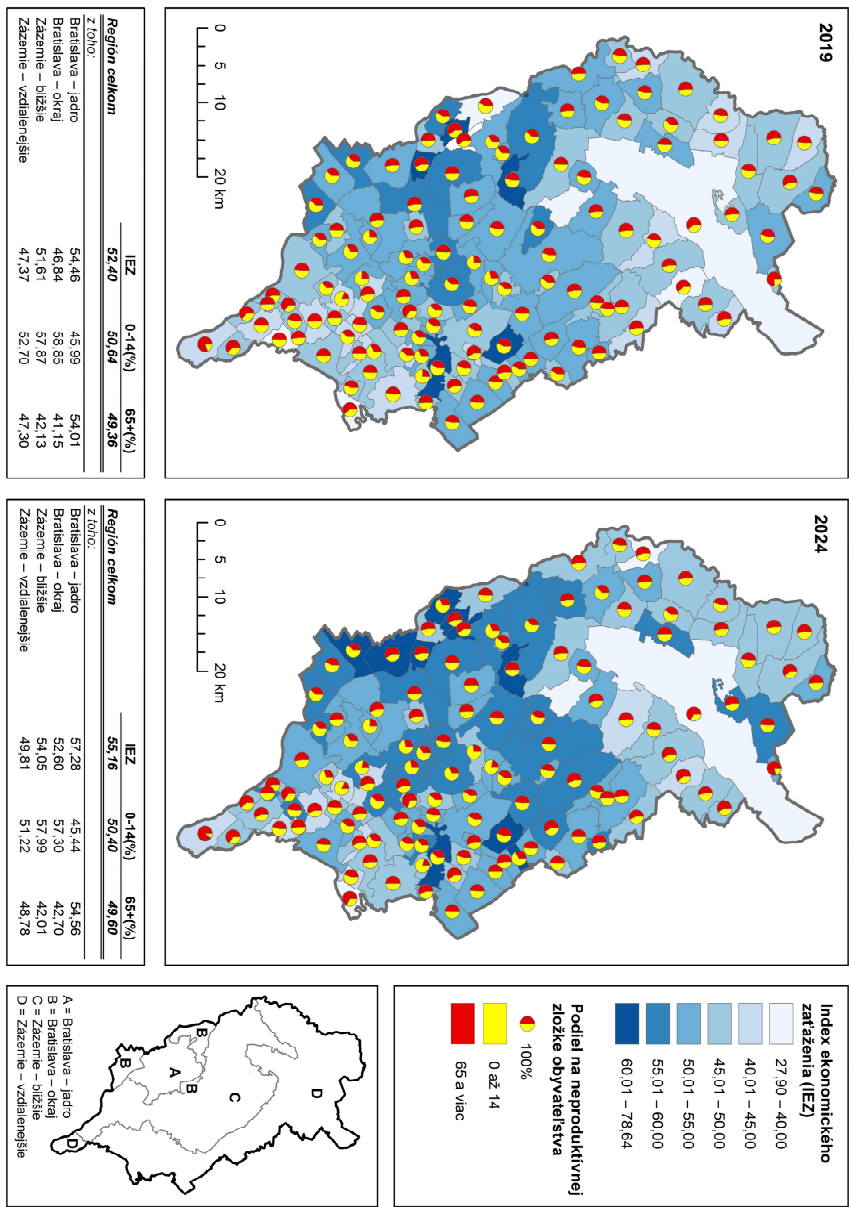 2019
0 5 10 20 km
IEZ 0-14(%) 65+(%)
Región celkom 52,40 50,64 49,36
z toho:
Bratislava – jadro 54,46 45,99 54,01
Bratislava – okraj 46,84 58,85 41,15
Zázemie – bližšie 51,61 57,87 42,13
Zázemie – vzdialenejšie 47,37 52,70 47,30
2024
0 5 10 20 km
IEZ 0-14(%) 65+(%)
Región celkom 55,16 50,40 49,60
z toho:
Bratislava – jadro 57,28 45,44 54,56
Bratislava – okraj 52,60 57,30 42,70
Zázemie – bližšie 54,05 57,99 42,01
Zázemie – vzdialenejšie 49,81 51,22 48,78
Index ekonomického
zaťaženia (IEZ)
27,90 – 40,00
40,01 – 45,00
45,01 – 50,00
50,01 – 55,00
55,01 – 60,00
60,01 – 78,64
Podiel na neproduktívnej
zložke obyvateľstva
100%
0 až 14
65 a viac
D
C
B
A
B
B
D
A = Bratislava – jadro
B = Bratislava – okraj
C = Zázemie – bližšie
D = Zázemie – vzdialenejšie